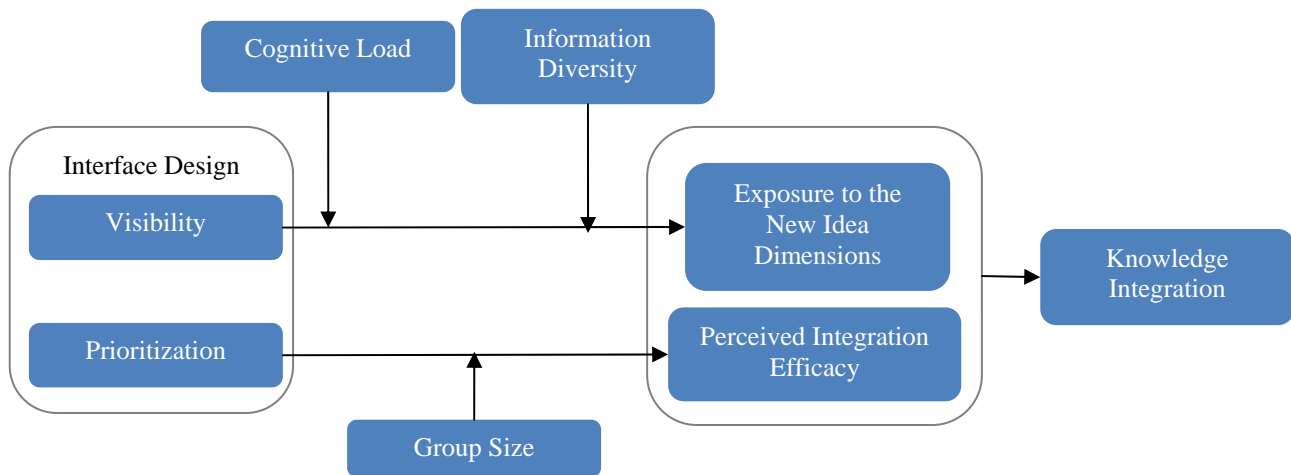 Cognitive Load
Information
Diversity
Interface Design
Visibility
Exposure to the
New Idea
Dimensions
Knowledge
Integration
Prioritization
Perceived Integration
Efficacy
Group Size